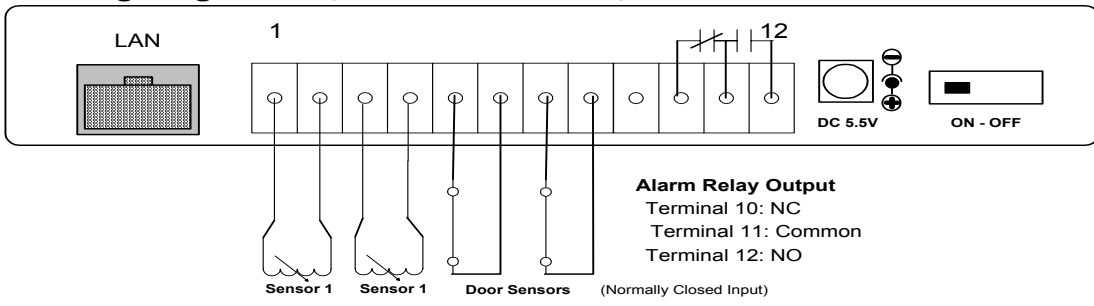 LAN
1
12
DC 5.5V
ON - OFF
Alarm Relay Output
Terminal 10: NC
Terminal 11: Common
Terminal 12: NO
Sensor 1 Sensor 1 Door Sensors (Normally Closed Input)